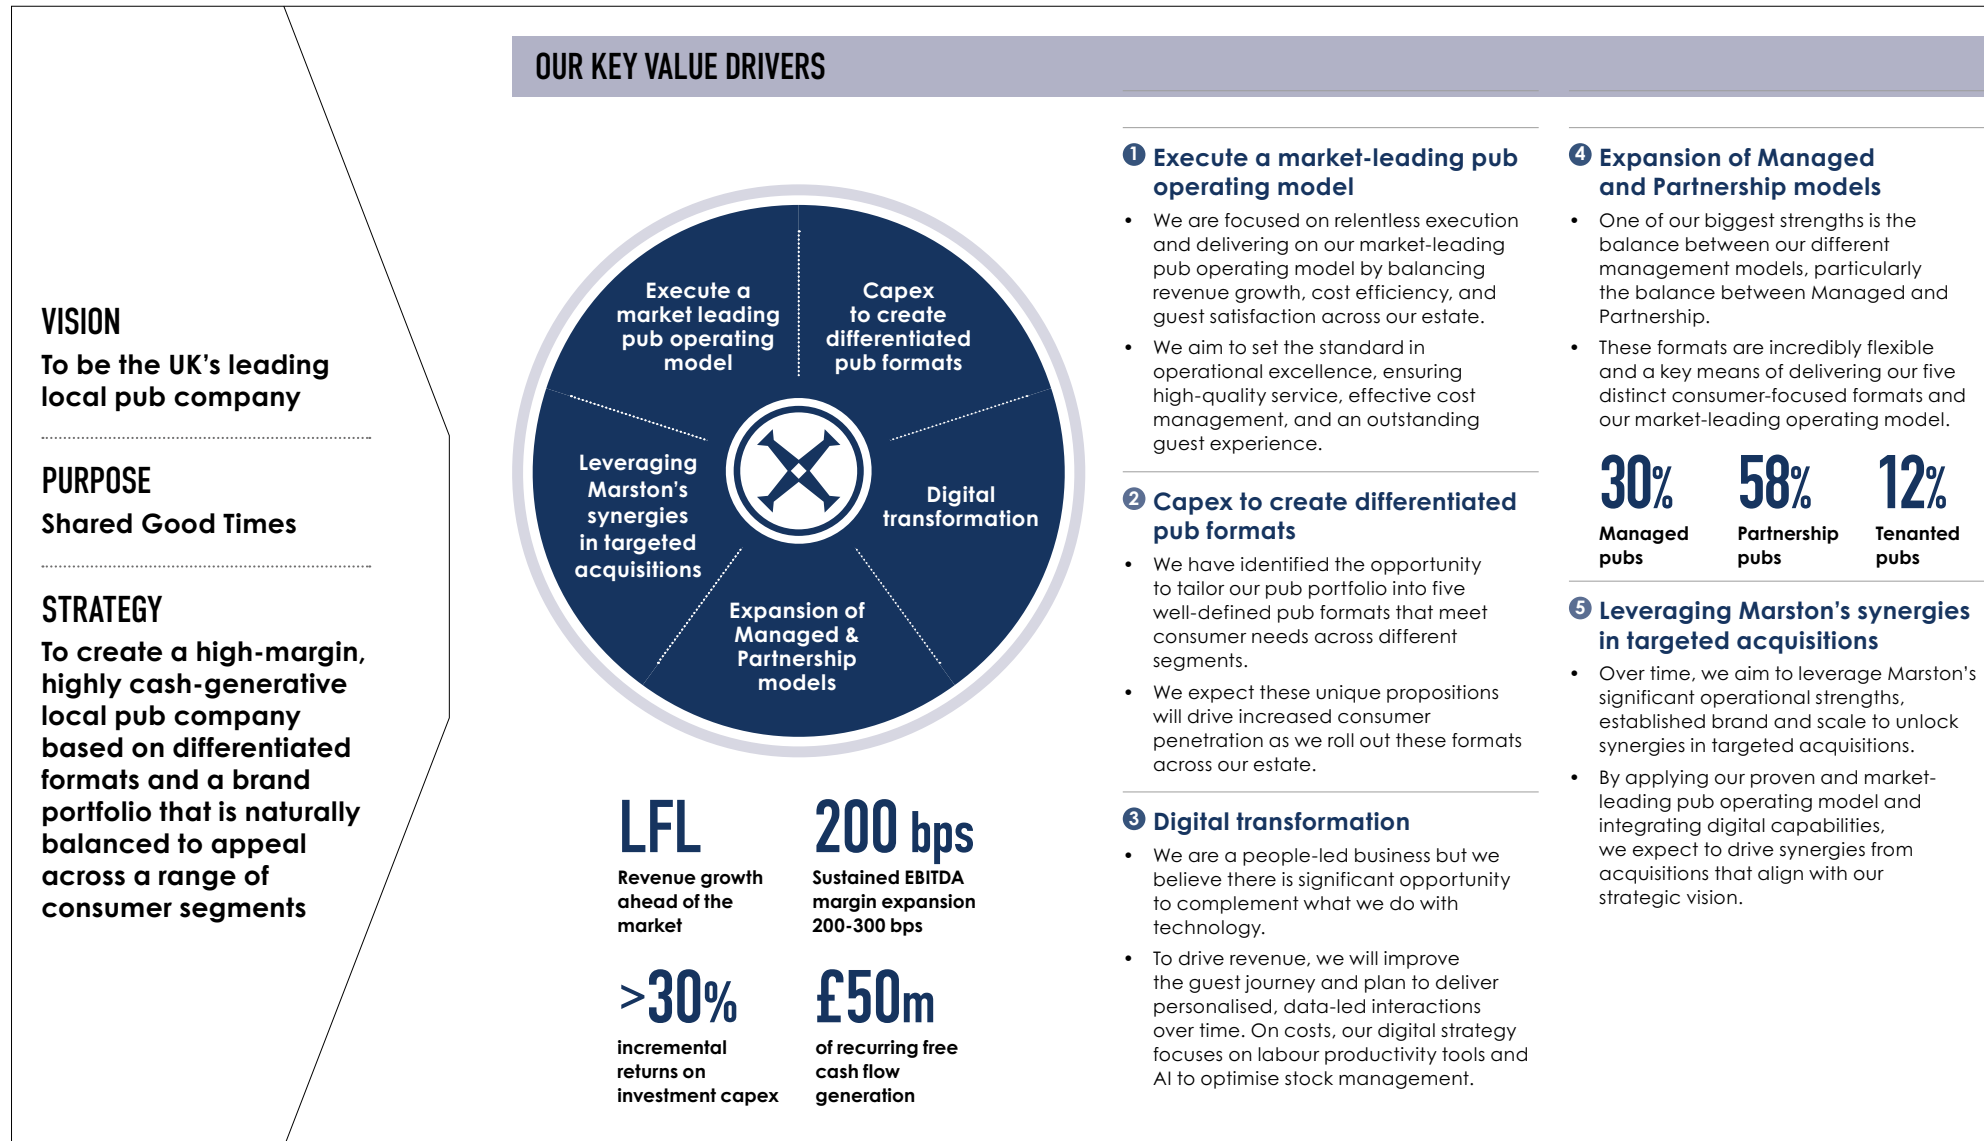 VISION
To be the UK’s leading
local pub company
PURPOSE
Shared Good Times
STRATEGY
To create a high-margin,
highly cash-generative
local pub company
based on differentiated
formats and a brand
portfolio that is naturally
balanced to appeal
across a range of
consumer segments
OUR KEY VALUE DRIVERS
Execute a
market leading
pub operating
model
Capex
to create
differentiated
pub formats
Digital
transformation
Expansion of
Managed &
Partnership
models
Leveraging
Marston’s
synergies
in targeted
acquisitions
LFL
Revenue growth
ahead of the
market
200 bps
Sustained EBITDA
margin expansion
200-300 bps
>30%
incremental
returns on
investment capex
£50m
of recurring free
cash flow
generation
1 Execute a market-leading pub
operating model
• We are focused on relentless execution
and delivering on our market-leading
pub operating model by balancing
revenue growth, cost efficiency, and
guest satisfaction across our estate.
• We aim to set the standard in
operational excellence, ensuring
high-quality service, effective cost
management, and an outstanding
guest experience.
2 Capex to create differentiated
pub formats
• We have identified the opportunity
to tailor our pub portfolio into five
well-defined pub formats that meet
consumer needs across different
segments.
• We expect these unique propositions
will drive increased consumer
penetration as we roll out these formats
across our estate.
3 Digital transformation
• We are a people-led business but we
believe there is significant opportunity
to complement what we do with
technology.
• To drive revenue, we will improve
the guest journey and plan to deliver
personalised, data-led interactions
over time. On costs, our digital strategy
focuses on labour productivity tools and
AI to optimise stock management.
4 Expansion of Managed
and Partnership models
• One of our biggest strengths is the
balance between our different
management models, particularly
the balance between Managed and
Partnership.
• These formats are incredibly flexible
and a key means of delivering our five
distinct consumer-focused formats and
our market-leading operating model.
30%
Managed
pubs
58%
Partnership
pubs
12%
Tenanted
pubs
5 Leveraging Marston’s synergies
in targeted acquisitions
• Over time, we aim to leverage Marston’s
significant operational strengths,
established brand and scale to unlock
synergies in targeted acquisitions.
• By applying our proven and market-
leading pub operating model and
integrating digital capabilities,
we expect to drive synergies from
acquisitions that align with our
strategic vision.